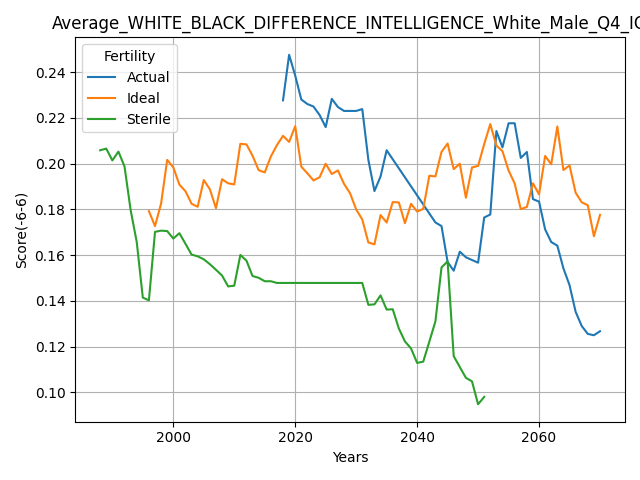 Average_WHITE_BLACK_DIFFERENCE_INTELLIGENCE_White_Male_Q4_IQ
Fertility
Actual
Ideal
Sterile
0.24
0.22
0.20
0.18
0.16
0.14
0.12
0.10
Score(-6-6)
2000 2020 2040 2060
Years